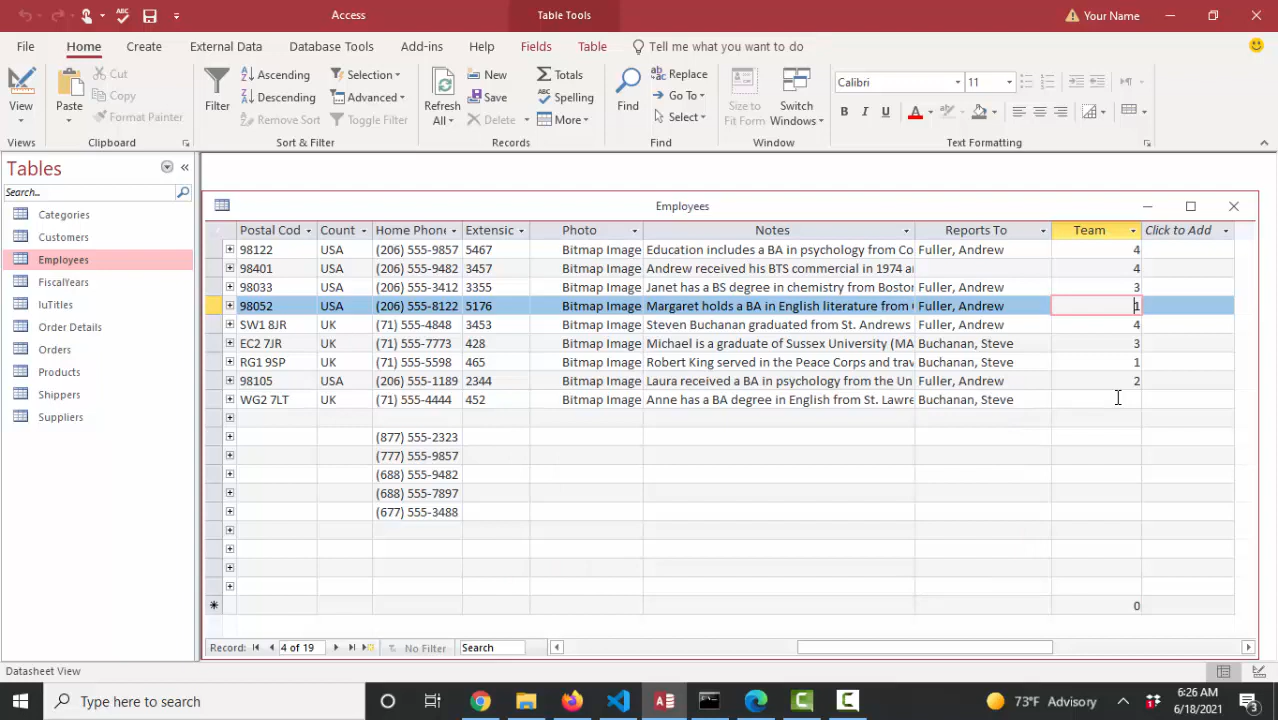 Access
Table Tools
Your Name
File Home Create External Data Database Tools Add-ins Help Fields Table Tell me what you want to do
View
Views
Paste
Cut
Copy
Format Painter
Clipboard
Filter
Ascending
Descending
Remove Sort
Selection
Advanced
Toggle Filter
Sort & Filter
Refresh
All
New
Save
Delete
Totals
Spelling
More
Records
Find
Replace
Go To
Select
Find
Size to
Fit Form
Switch
Windows
Window
Calibri 11
B I U A
Text Formatting
Tables
Search...
Categories
Customers
Employees
FiscalYears
luTitles
Order Details
Orders
Products
Shippers
Suppliers
Employees
Postal Cod Count Home Phone Extensic Photo Notes Reports To Team Click to Add
98122 USA (206) 555-9857 5467 Bitmap Image Education includes a BA in psychology from Co Fuller, Andrew 4
98401 USA (206) 555-9482 3457 Bitmap Image Andrew received his BTS commercial in 1974 a 4
98033 USA (206) 555-3412 3355 Bitmap Image Janet has a BS degree in chemistry from Boston Fuller, Andrew 3
98052 USA (206) 555-8122 5176 Bitmap Image Margaret holds a BA in English literature from Fuller, Andrew 1
SW1 8JR UK (71) 555-4848 3453 Bitmap Image Steven Buchanan graduated from St. Andrews Fuller, Andrew 4
EC2 7JR UK (71) 555-7773 428 Bitmap Image Michael is a graduate of Sussex University (MA Buchanan, Steve 3
RG1 9SP UK (71) 555-5598 465 Bitmap Image Robert King served in the Peace Corps and trav Buchanan, Steve 1
98105 USA (206) 555-1189 2344 Bitmap Image Laura received a BA in psychology from the Un Fuller, Andrew 2
WG2 7LT UK (71) 555-4444 452 Bitmap Image Anne has a BA degree in English from St. Lawre Buchanan, Steve
(877) 555-2323
(777) 555-9857
(688) 555-9482
(688) 555-7897
(677) 555-3488
0
Record: 4 of 19 No Filter Search
Datasheet View
Type here to search
73°F Advisory
6:26 AM
6/18/2021
3